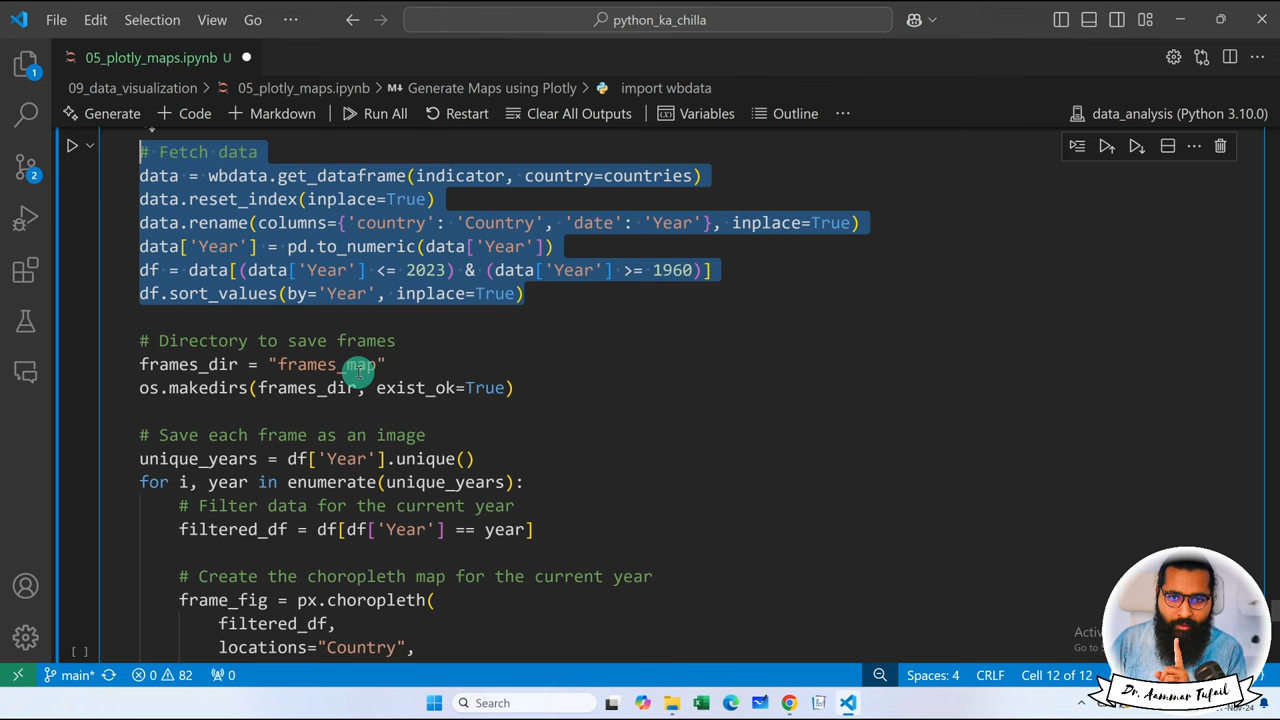 File Edit Selection View Go ··· python_ka_chilla
05_plotly_maps.ipynb U
09_data_visualization > 05_plotly_maps.ipynb > Generate Maps using Plotly > import wbdata
Generate + Code + Markdown Run All Restart Clear All Outputs Variables Outline ··· data_analysis (Python 3.10.0)
# Fetch data
data = wbdata.get_dataframe(indicator, country=countries)
data.reset_index(inplace=True)
data.rename(columns={'country': 'Country', 'date': 'Year'}, inplace=True)
data['Year'] = pd.to_numeric(data['Year'])
df = data[(data['Year'] <= 2023) & (data['Year'] >= 1960)]
df.sort_values(by='Year', inplace=True)
# Directory to save frames
frames_dir = "frames_map"
os.makedirs(frames_dir, exist_ok=True)
# Save each frame as an image
unique_years = df['Year'].unique()
for i, year in enumerate(unique_years):
# Filter data for the current year
filtered_df = df[df['Year'] == year]
# Create the choropleth map for the current year
frame_fig = px.choropleth(
filtered_df,
locations="Country",
[ ]
1
2
Activ
Go to
main* 0 82 0 Spaces: 4 CRLF Cell 12 of 12
Dr. Aammar Tufail
Search